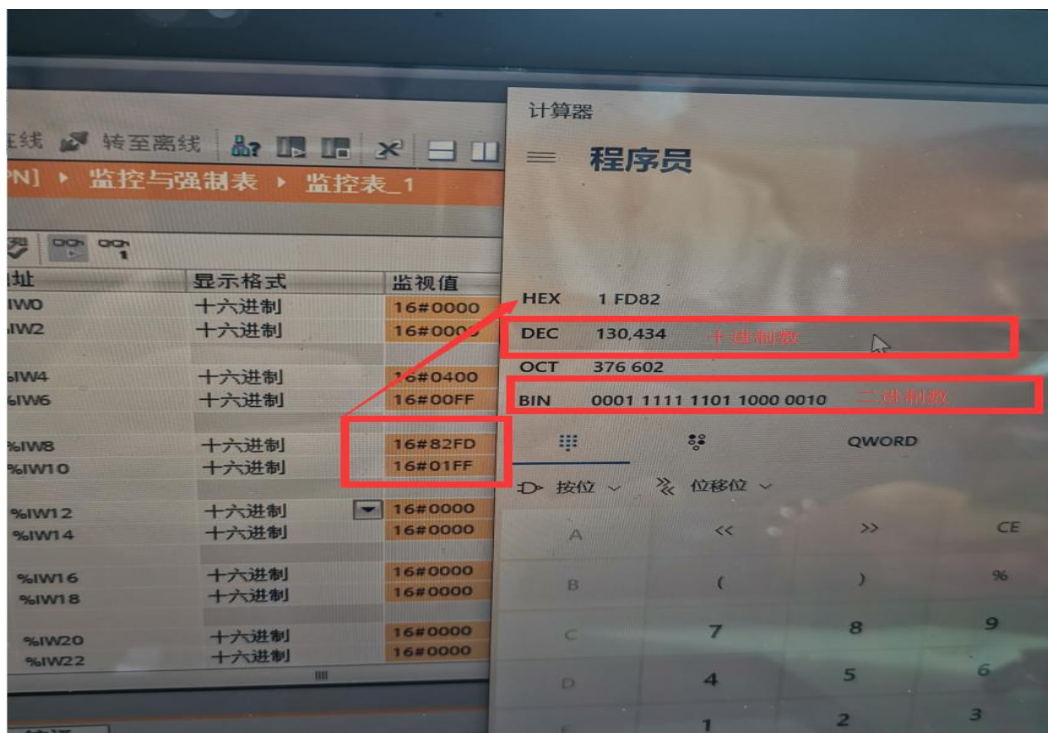 转至离线
PN] ▸ 监控与强制表 ▸ 监控表_1
显示格式 监视值
IW0 十六进制 16#0000
IW2 十六进制 16#0000
IW4 十六进制 16#0400
IW6 十六进制 16#00FF
%IW8 十六进制 16#82FD
%IW10 十六进制 16#01FF
%IW12 十六进制 16#0000
%IW14 十六进制 16#0000
%IW16 十六进制 16#0000
%IW18 十六进制 16#0000
%IW20 十六进制 16#0000
%IW22 十六进制 16#0000
计算器
程序员
HEX 1 FD82
DEC 130,434 十进制数
OCT 376 602
BIN 0001 1111 1101 1000 0010 二进制数
QWORD
按位 位移位
A << >> CE
B ( ) %
C 7 8 9
D 4 5 6
1 2 3